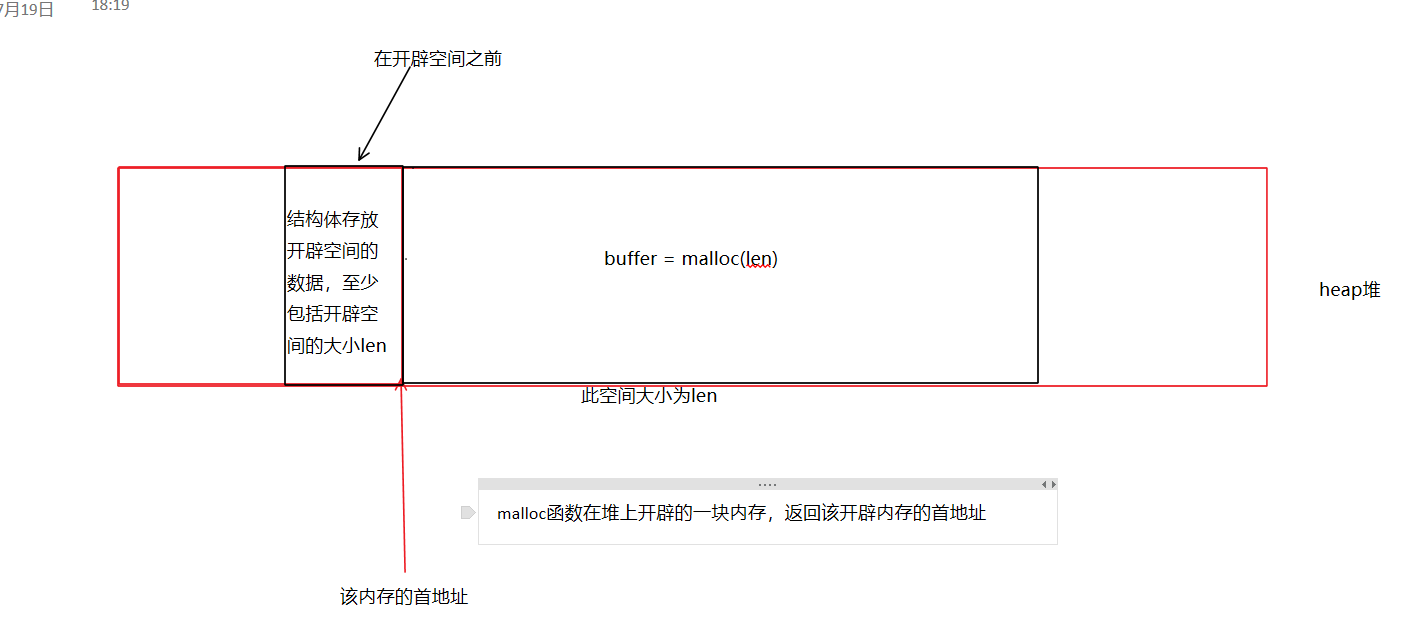 7月19日 18:19
在开辟空间之前
结构体存放
开辟空间的
数据，至少
包括开辟空
间的大小len
buffer = malloc(len)
heap堆
此空间大小为len
malloc函数在堆上开辟的一块内存，返回该开辟内存的首地址
该内存的首地址